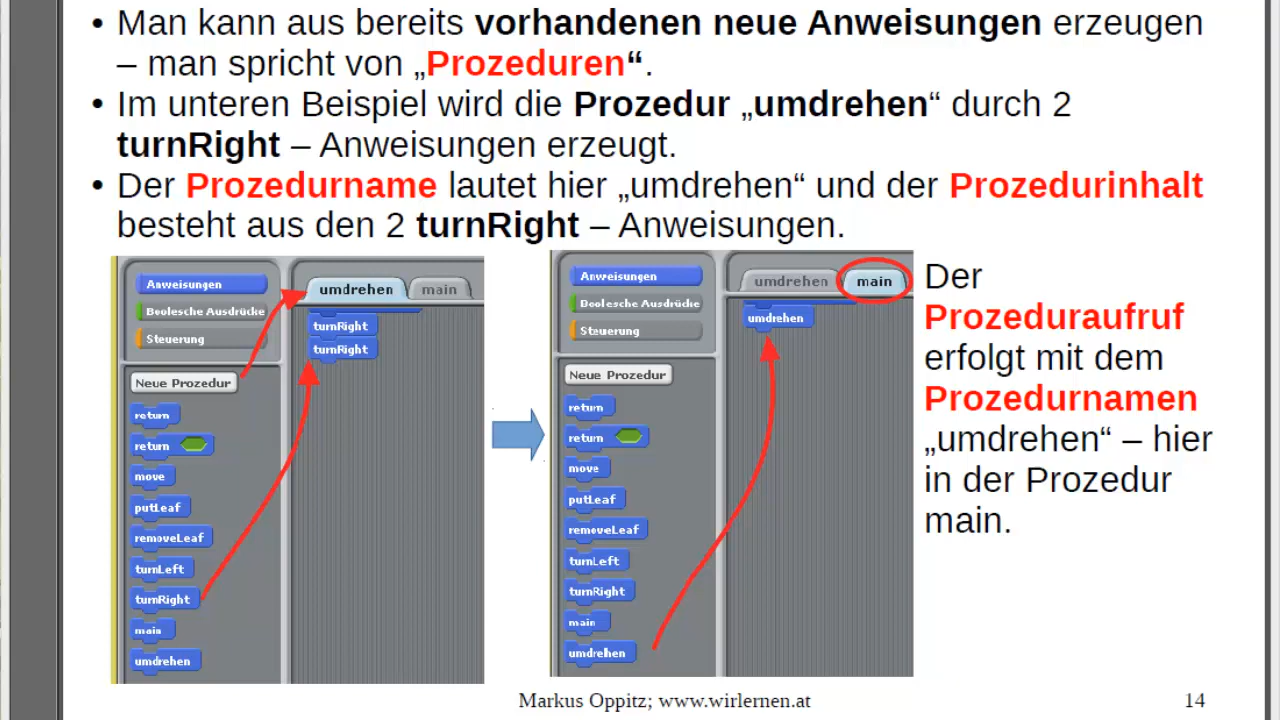 • Man kann aus bereits vorhandenen neue Anweisungen erzeugen
– man spricht von „Prozeduren“.
• Im unteren Beispiel wird die Prozedur „umdrehen“ durch 2
turnRight – Anweisungen erzeugt.
• Der Prozedurname lautet hier „umdrehen“ und der Prozedurinhalt
besteht aus den 2 turnRight – Anweisungen.
Anweisungen
Boolesche Ausdrücke
Steuerung
Neue Prozedur
return
return
move
putLeaf
removeLeaf
turnLeft
turnRight
main
umdrehen
umdrehen main
turnRight
turnRight
Anweisungen
Boolesche Ausdrücke
Steuerung
Neue Prozedur
return
return
move
putLeaf
removeLeaf
turnLeft
turnRight
main
umdrehen
umdrehen main
umdrehen
Der
Prozeduraufruf
erfolgt mit dem
Prozedurnamen
„umdrehen“ – hier
in der Prozedur
main.
Markus Oppitz; www.wirlernen.at
14